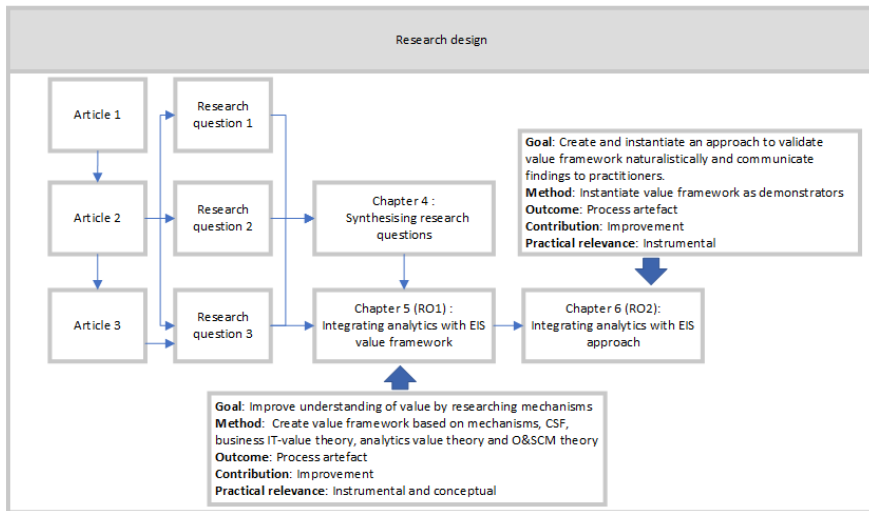 Research design
Article 1
Research
question 1
Goal: Create and instantiate an approach to validate
value framework naturalistically and communicate
findings to practitioners.
Method: Instantiate value framework as demonstrators
Outcome: Process artefact
Contribution: Improvement
Practical relevance: Instrumental
Article 2
Research
question 2
Chapter 4 :
Synthesising research
questions
Article 3
Research
question 3
Chapter 5 (RO1) :
Integrating analytics with EIS
value framework
Chapter 6 (RO2):
Integrating analytics with EIS
approach
Goal: Improve understanding of value by researching mechanisms
Method: Create value framework based on mechanisms, CSF,
business IT-value theory, analytics value theory and O&SCM theory
Outcome: Process artefact
Contribution: Improvement
Practical relevance: Instrumental and conceptual